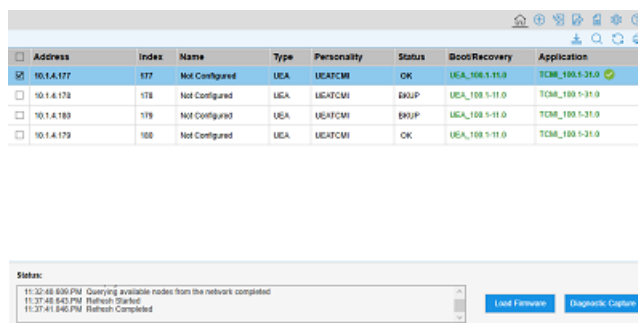 Address Index Name Type Personality Status Boot/Recovery Application
10.1.4.177 177 Not Configured UEA UEATCMI OK UEA_100.1-11.0 TCMI_100.1-31.0
10.1.4.178 178 Not Configured UEA UEATCMI BKUP UEA_100.1-11.0 TCMI_100.1-31.0
10.1.4.180 179 Not Configured UEA UEATCMI BKUP UEA_100.1-11.0 TCMI_100.1-31.0
10.1.4.179 180 Not Configured UEA UEATCMI OK UEA_100.1-11.0 TCMI_100.1-31.0
Status:
11:32:48.609.PM Querying available nodes from the network completed
11:37:40.843.PM Refresh Started
11:37:41.846.PM Refresh Completed
Load Firmware Diagnostic Capture